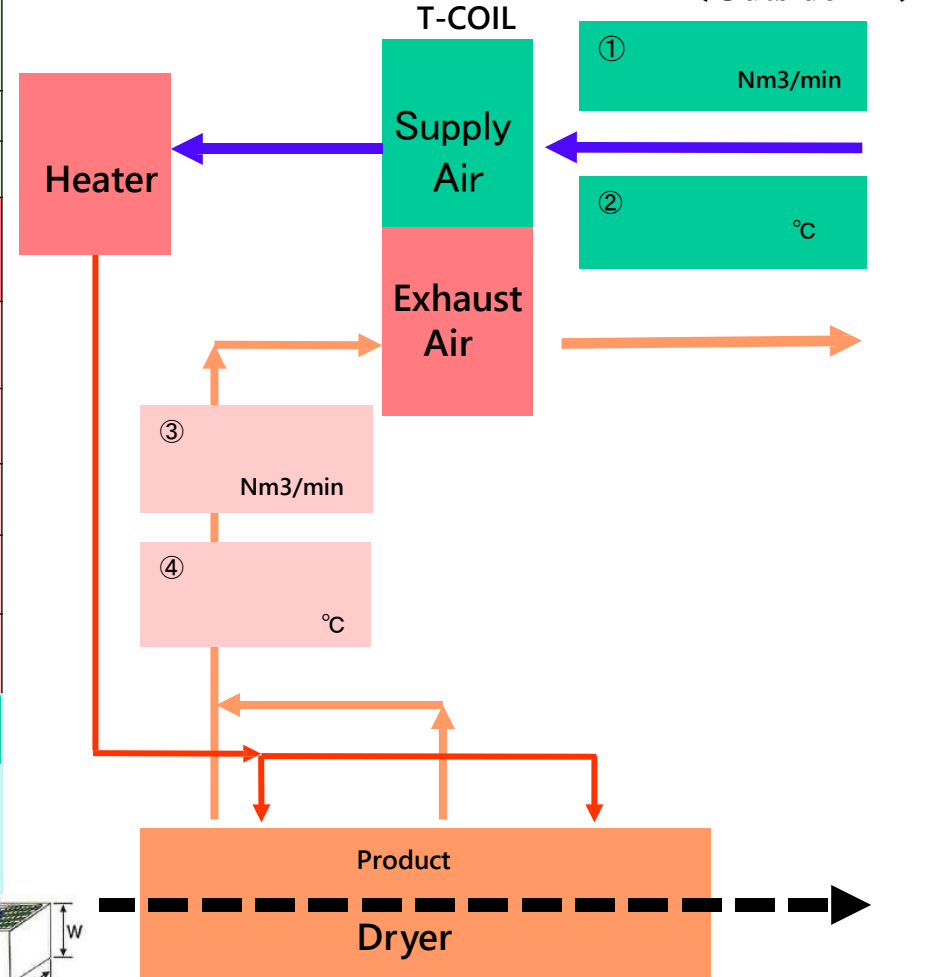 T-COIL
①
Nm3/min
Supply
Air
Heater
②
℃
Exhaust
Air
③
Nm3/min
④
℃
Product
Dryer
W